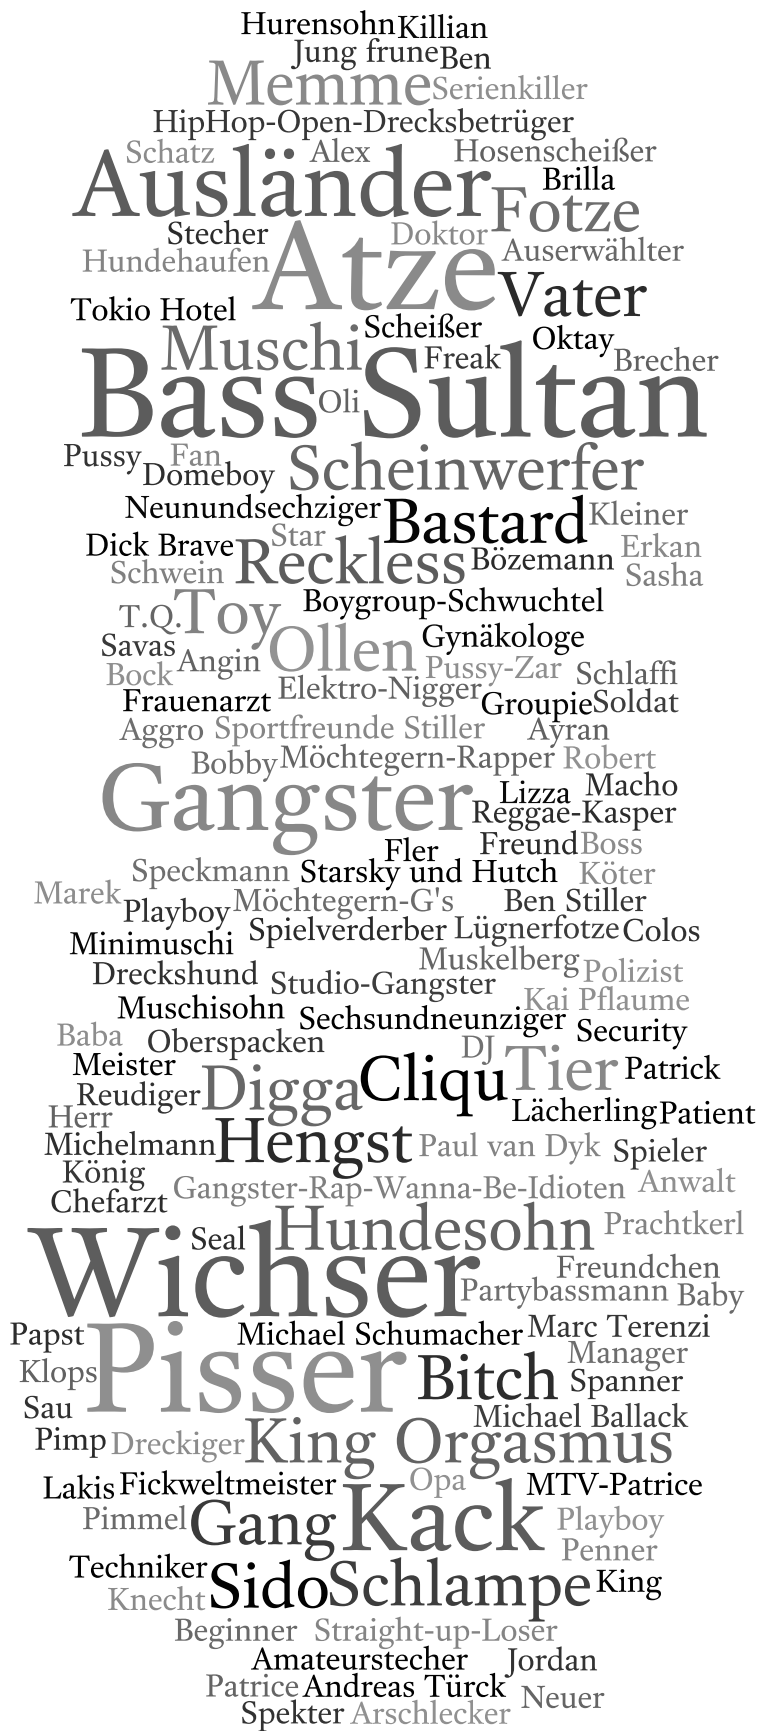 Hurensohn Killian
Jung frune Ben
Memme Serienkiller
HipHop-Open-Drecksbetrüger
Schatz Alex Hosenscheißer
Ausländer Brilla
Fotze
Stecher Doktor
Hundehaufen Atze Auserwählter
Tokio Hotel Vater
Muschi Scheißer Oktay
Freak Brecher
Bass Sultan
Oli
Pussy Fan
Domeboy Scheinwerfer
Neunundsechziger Bastard Kleiner
Dick Brave Star Erkan
Schwein Reckless Bözemann Sasha
T.Q. Toy Boygroup-Schwuchtel
Savas Ollen Gynäkologe
Bock Angin Pussy-Zar Schlaffi
Frauenarzt Elektro-Nigger Groupie Soldat
Aggro Sportfreunde Stiller Ayran
Bobby Möchtegern-Rapper Robert
Gangster Lizza Macho
Reggae-Kasper
Fler Freund Boss
Speckmann Starsky und Hutch Köter
Marek Playboy Möchtegern-G's Ben Stiller
Minimuschi Spielverderber Lügnerfotze Colos
Dreckshund Studio-Gangster Muskelberg Polizist
Muschisohn Sechsundneunziger Kai Pflaume
Baba Oberspacken Security
Meister DJ Tier Patrick
Reudiger Digga Cliqu
Herr Lächerling Patient
Michelmann Hengst Paul van Dyk Spieler
König Gangster-Rap-Wanna-Be-Idioten Anwalt
Chefarzt
Seal Hundesohn Prachtkerl
Wichser Freundchen
Partybassmann Baby
Papst Michael Schumacher Marc Terenzi
Klops Pisser Manager
Sau Bitch Spanner
Michael Ballack
Pimp Dreckiger King Orgasmus
Lakis Fickweltmeister Opa MTV-Patrice
Pimmel Gang Kack Playboy
Penner
Techniker Sido Schlampe King
Knecht
Beginner Straight-up-Loser
Amateurstecher Jordan
Patrice Andreas Türck Neuer
Spekter Arschlecker